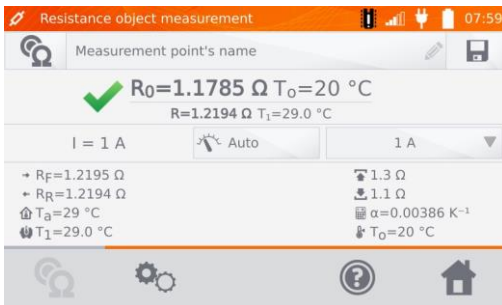 Resistance object measurement 07:59
Measurement point's name
R₀=1.1785 Ω Tₒ=20 °C
R=1.2194 Ω T₁=29.0 °C
I = 1 A Auto 1 A
→ RF=1.2195 Ω 1.3 Ω
← RR=1.2194 Ω 1.1 Ω
Tₐ=29 °C α=0.00386 K⁻¹
T₁=29.0 °C Tₒ=20 °C